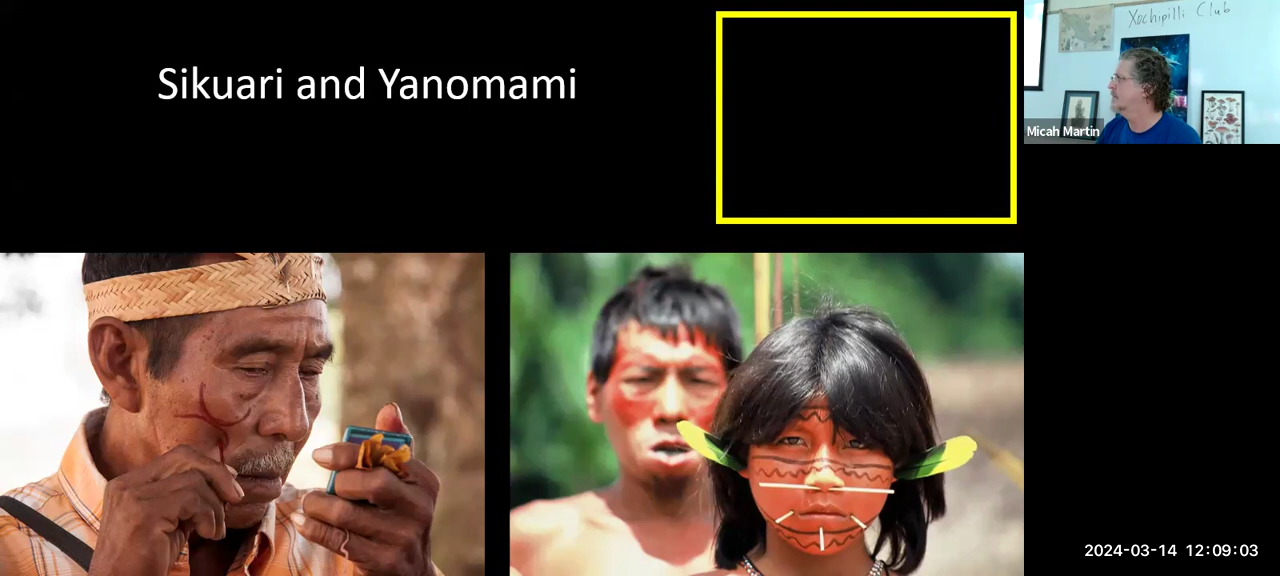 Sikuari and Yanomami
Xochipilli Club
Micah Martin
2024-03-14 12:09:03